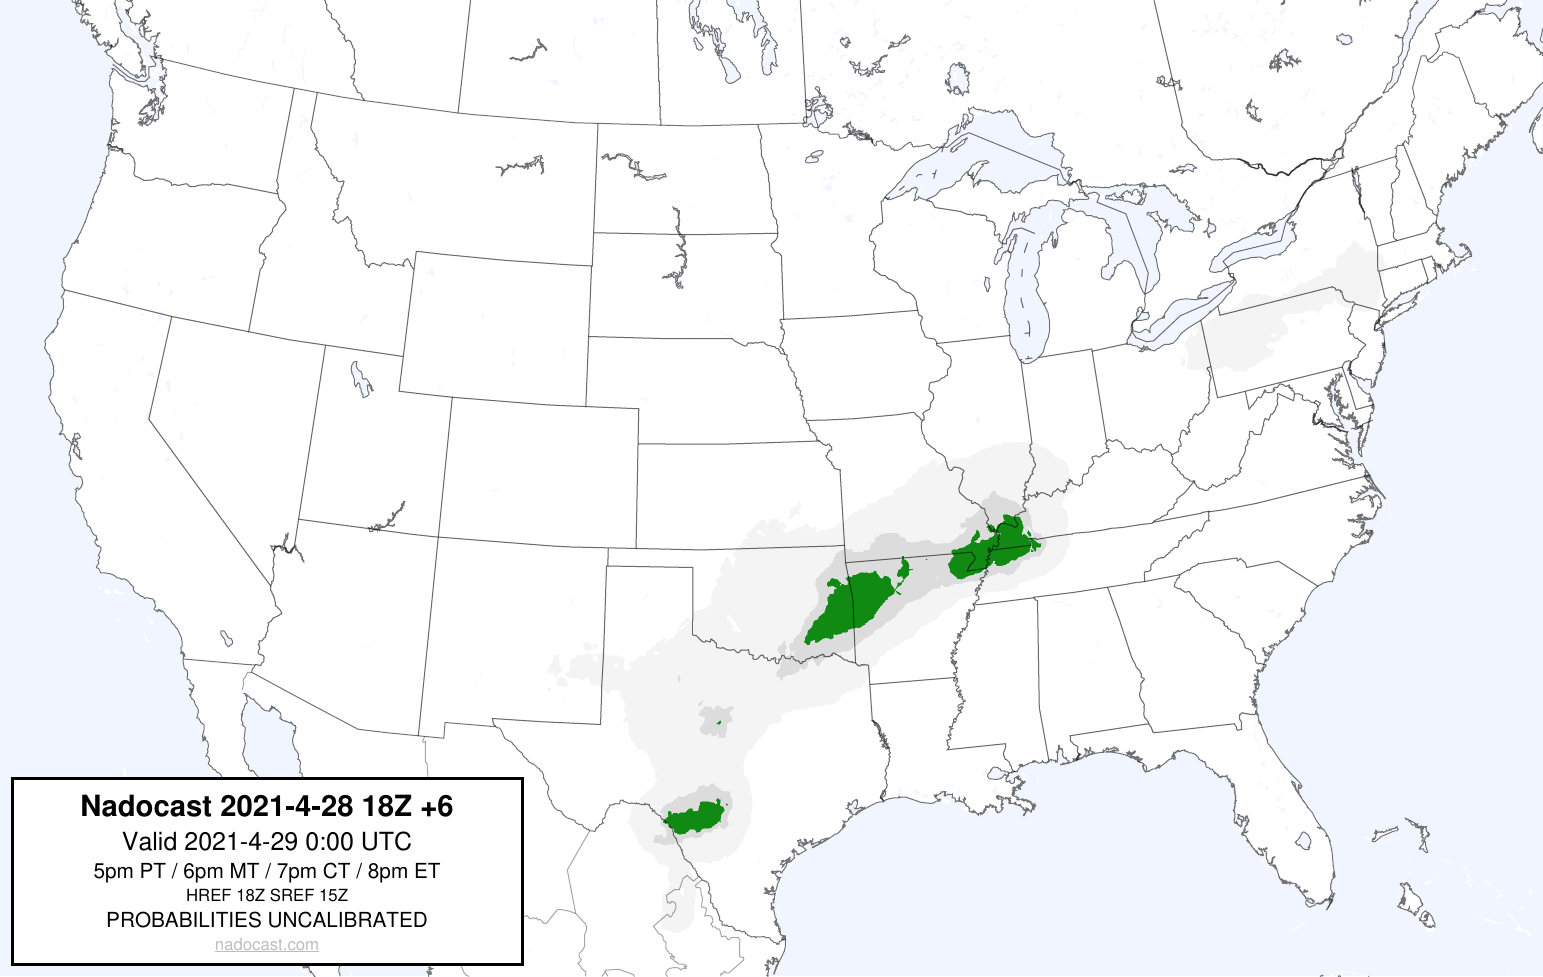 Nadocast 2021-4-28 18Z +6
Valid 2021-4-29 0:00 UTC
5pm PT / 6pm MT / 7pm CT / 8pm ET
HREF 18Z SREF 15Z
PROBABILITIES UNCALIBRATED
nadocast.com